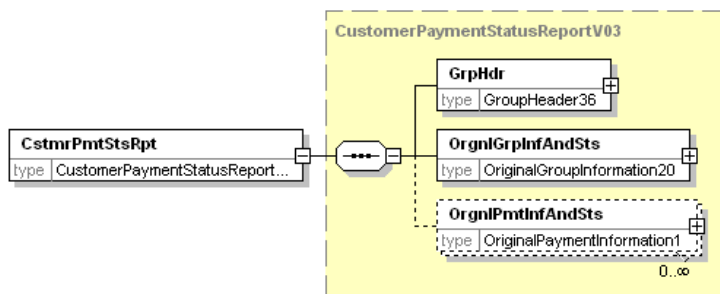 CustomerPaymentStatusReportV03
GrpHdr
type GroupHeader36
CstmrPmtStsRpt
type CustomerPaymentStatusReport...
OrgnlGrpInfAndSts
type OriginalGroupInformation20
OrgnlPmtInfAndSts
type OriginalPaymentInformation1
0..∞